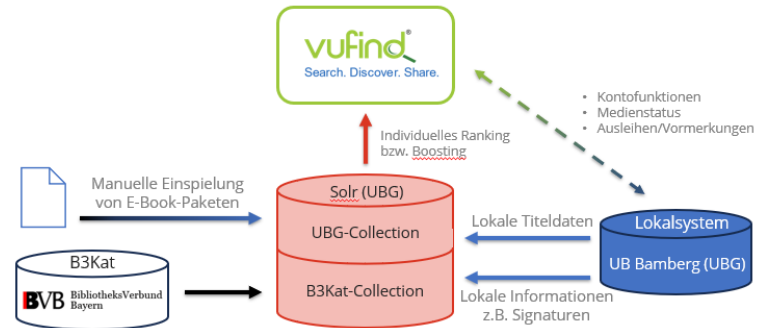 vufind®
Search. Discover. Share.
• Kontofunktionen
• Medienstatus
• Ausleihen/Vormerkungen
Individuelles Ranking
bzw. Boosting
Manuelle Einspielung
von E-Book-Paketen
Solr (UBG)
UBG-Collection
B3Kat-Collection
Lokale Titeldaten
Lokalsystem
UB Bamberg (UBG)
B3Kat
BVB BibliotheksVerbund
Bayern
Lokale Informationen
z.B. Signaturen